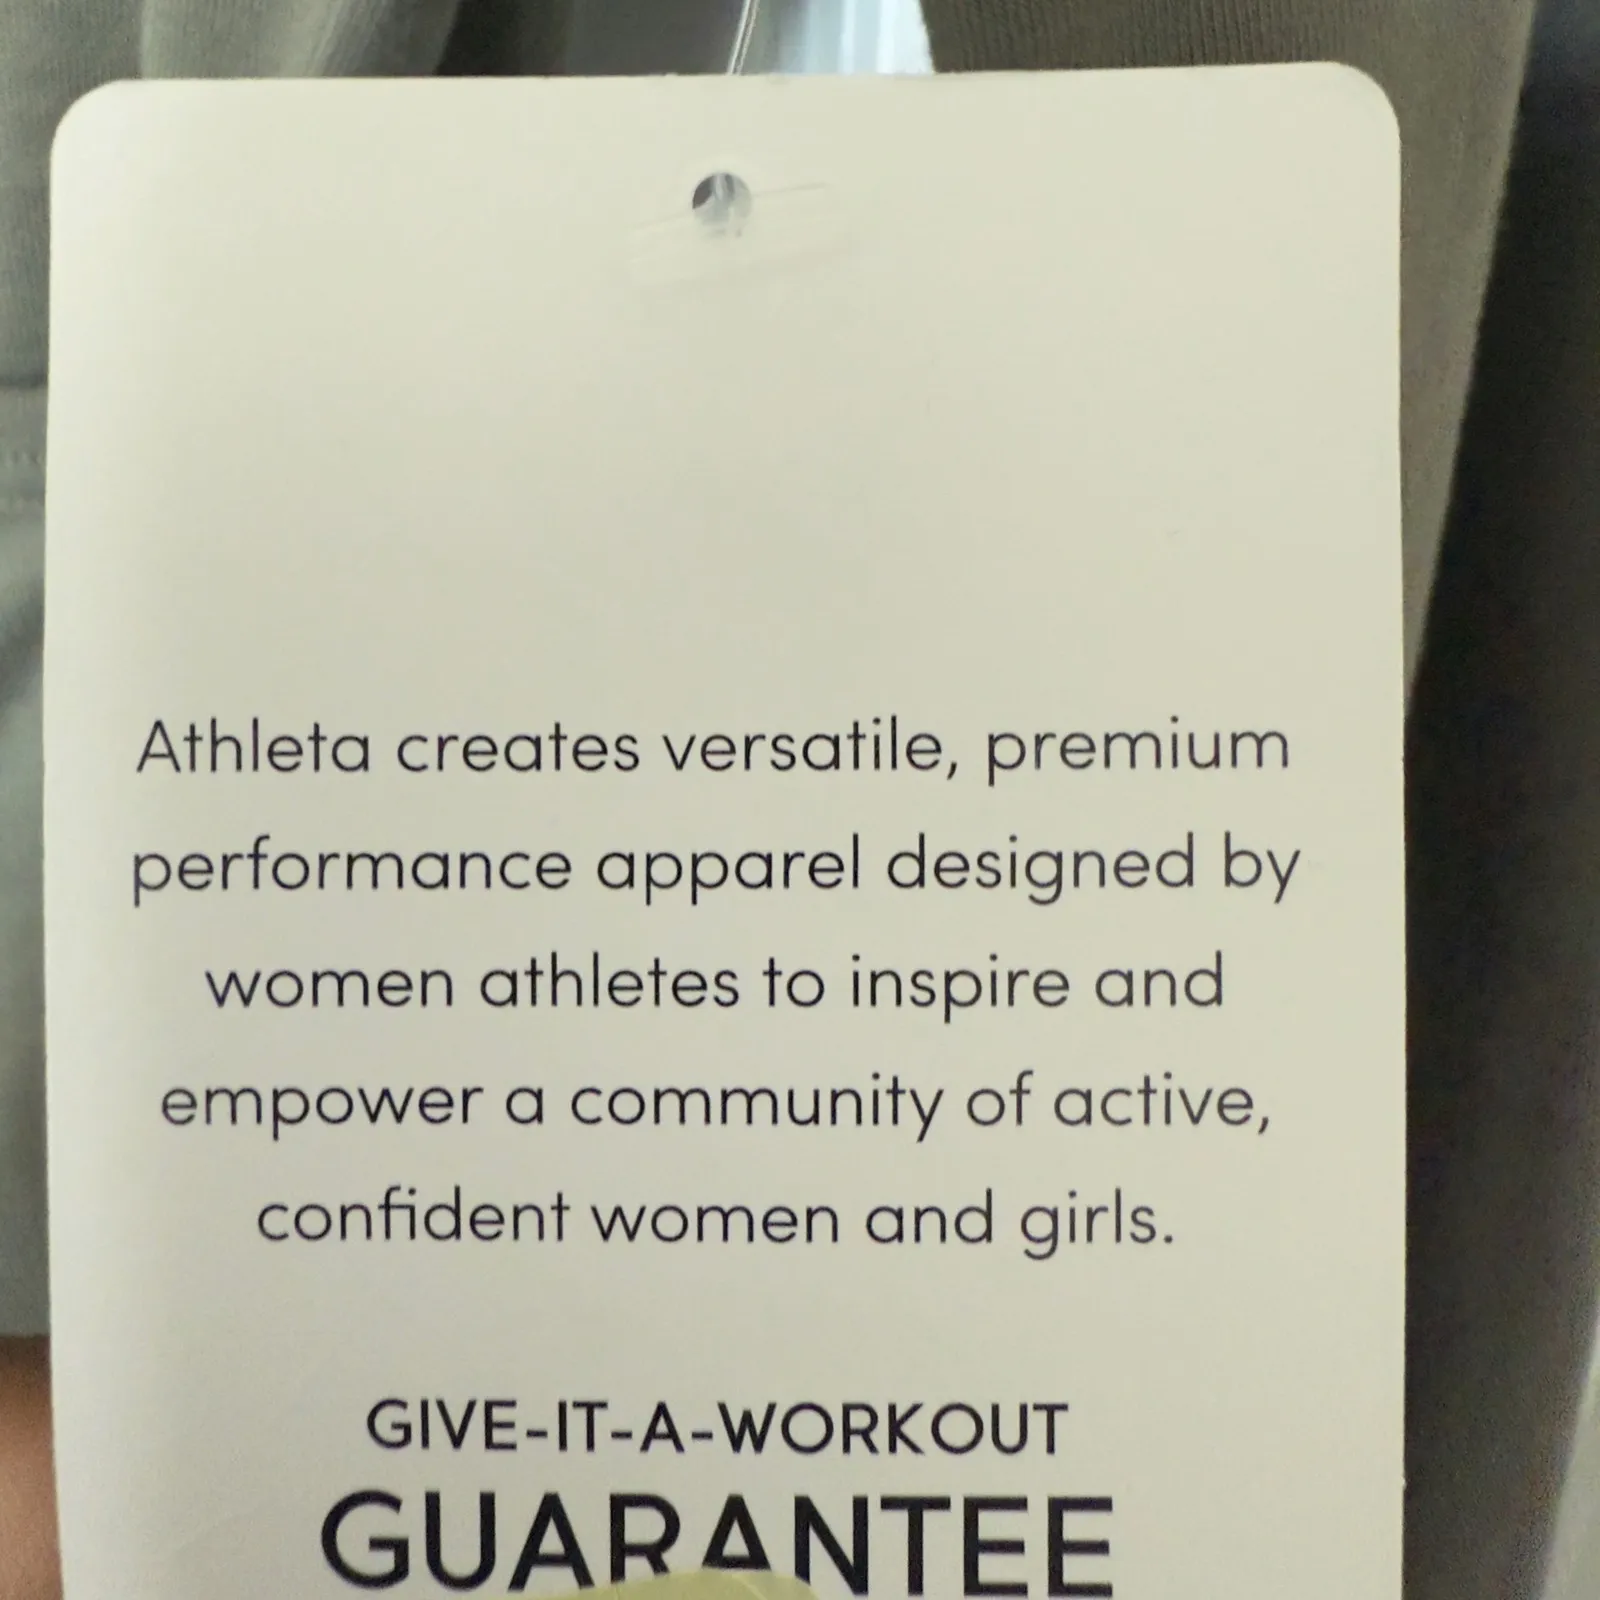 Athleta creates versatile, premium
performance apparel designed by
women athletes to inspire and
empower a community of active,
confident women and girls.
GIVE-IT-A-WORKOUT
GUARANTEE